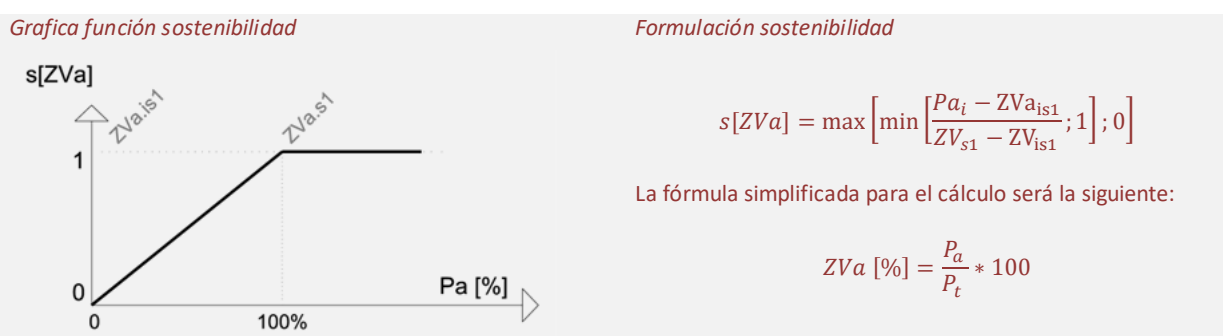 Grafica función sostenibilidad
s[ZVa]
ZVa.is1
ZVa.s1
1
0
Pa [%]
0
100%
Formulación sostenibilidad
s[ZVa] = max [min [Pa_i − ZVa_is1 / ZV_s1 − ZV_is1 ; 1] ; 0]
La fórmula simplificada para el cálculo será la siguiente:
ZVa [%] = P_a / P_t * 100